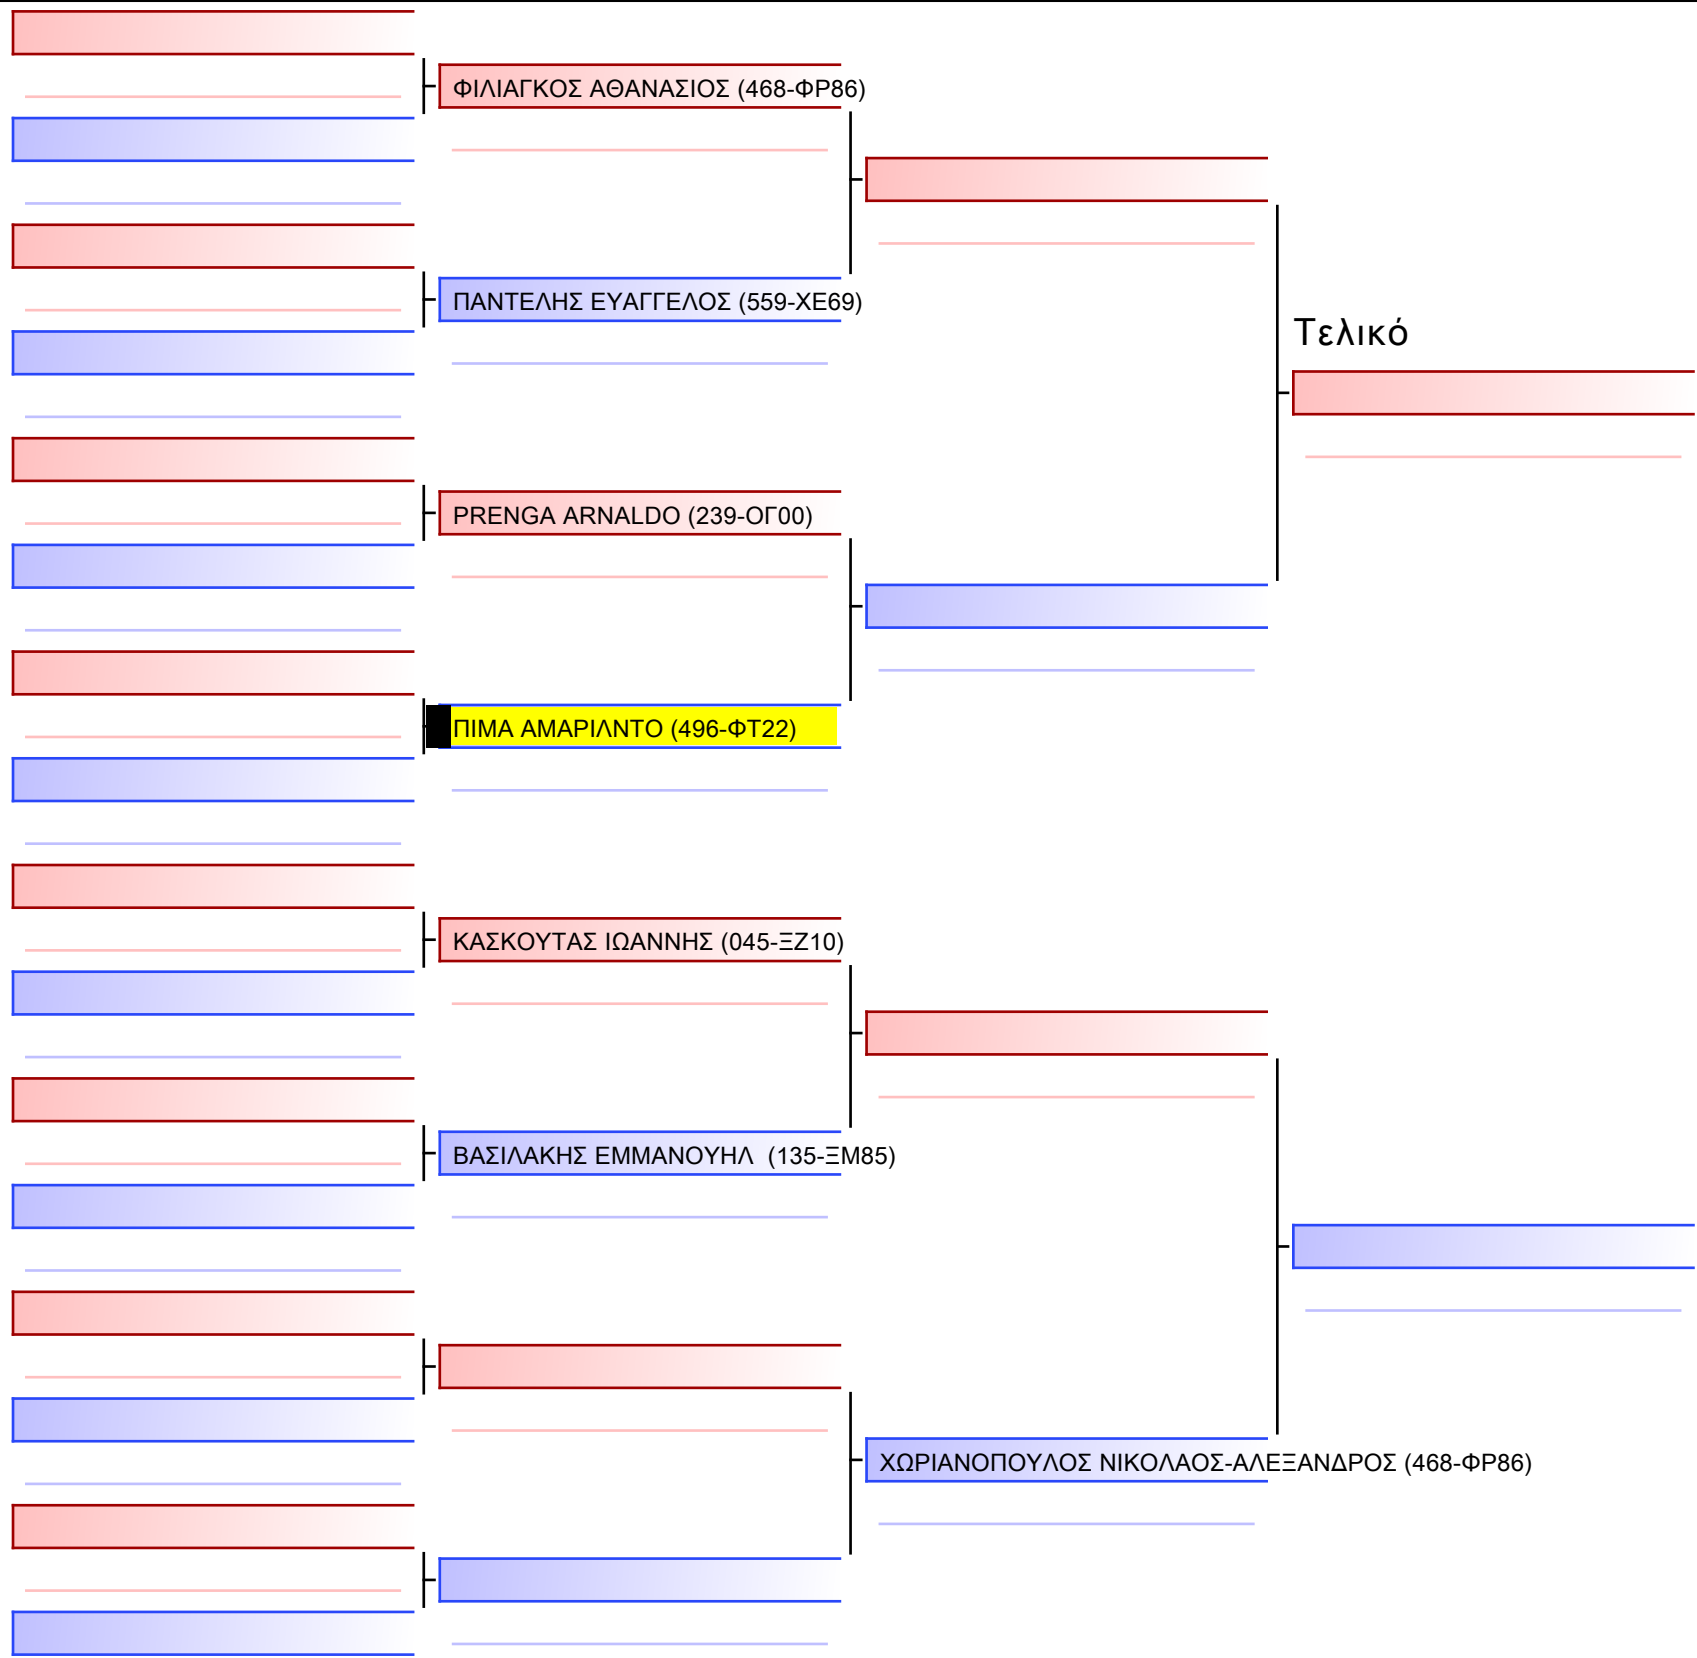 ΦΙΛΙΑΓΚΟΣ ΑΘΑΝΑΣΙΟΣ (468-ΦΡ86)
ΠΑΝΤΕΛΗΣ ΕΥΑΓΓΕΛΟΣ (559-ΧΕ69)
Τελικό
PRENGA ARNALDO (239-ΟΓ00)
ΠΙΜΑ ΑΜΑΡΙΛΝΤΟ (496-ΦΤ22)
ΚΑΣΚΟΥΤΑΣ ΙΩΑΝΝΗΣ (045-ΞΖ10)
ΒΑΣΙΛΑΚΗΣ ΕΜΜΑΝΟΥΗΛ (135-ΞΜ85)
ΧΩΡΙΑΝΟΠΟΥΛΟΣ ΝΙΚΟΛΑΟΣ-ΑΛΕΞΑΝΔΡΟΣ (468-ΦΡ86)